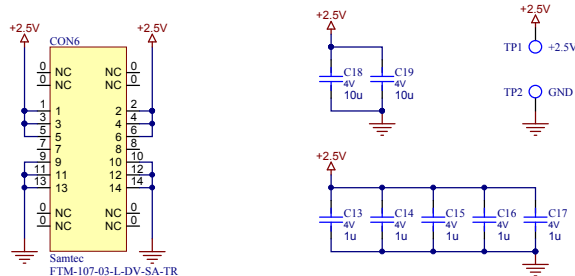 +2.5V +2.5V
CON6
0 NC NC 0
0 NC NC 0
1 1 2 2
3 3 4 4
5 5 6 6
7 7 8 8
9 9 10 10
11 11 12 12
13 13 14 14
0 NC NC 0
0 NC NC 0
Samtec
FTM-107-03-L-DV-SA-TR
+2.5V
C18 C19
4V 4V
10u 10u
+2.5V
TP1 +2.5V
TP2 GND
+2.5V
C13 C14 C15 C16 C17
4V 4V 4V 4V 4V
1u 1u 1u 1u 1u